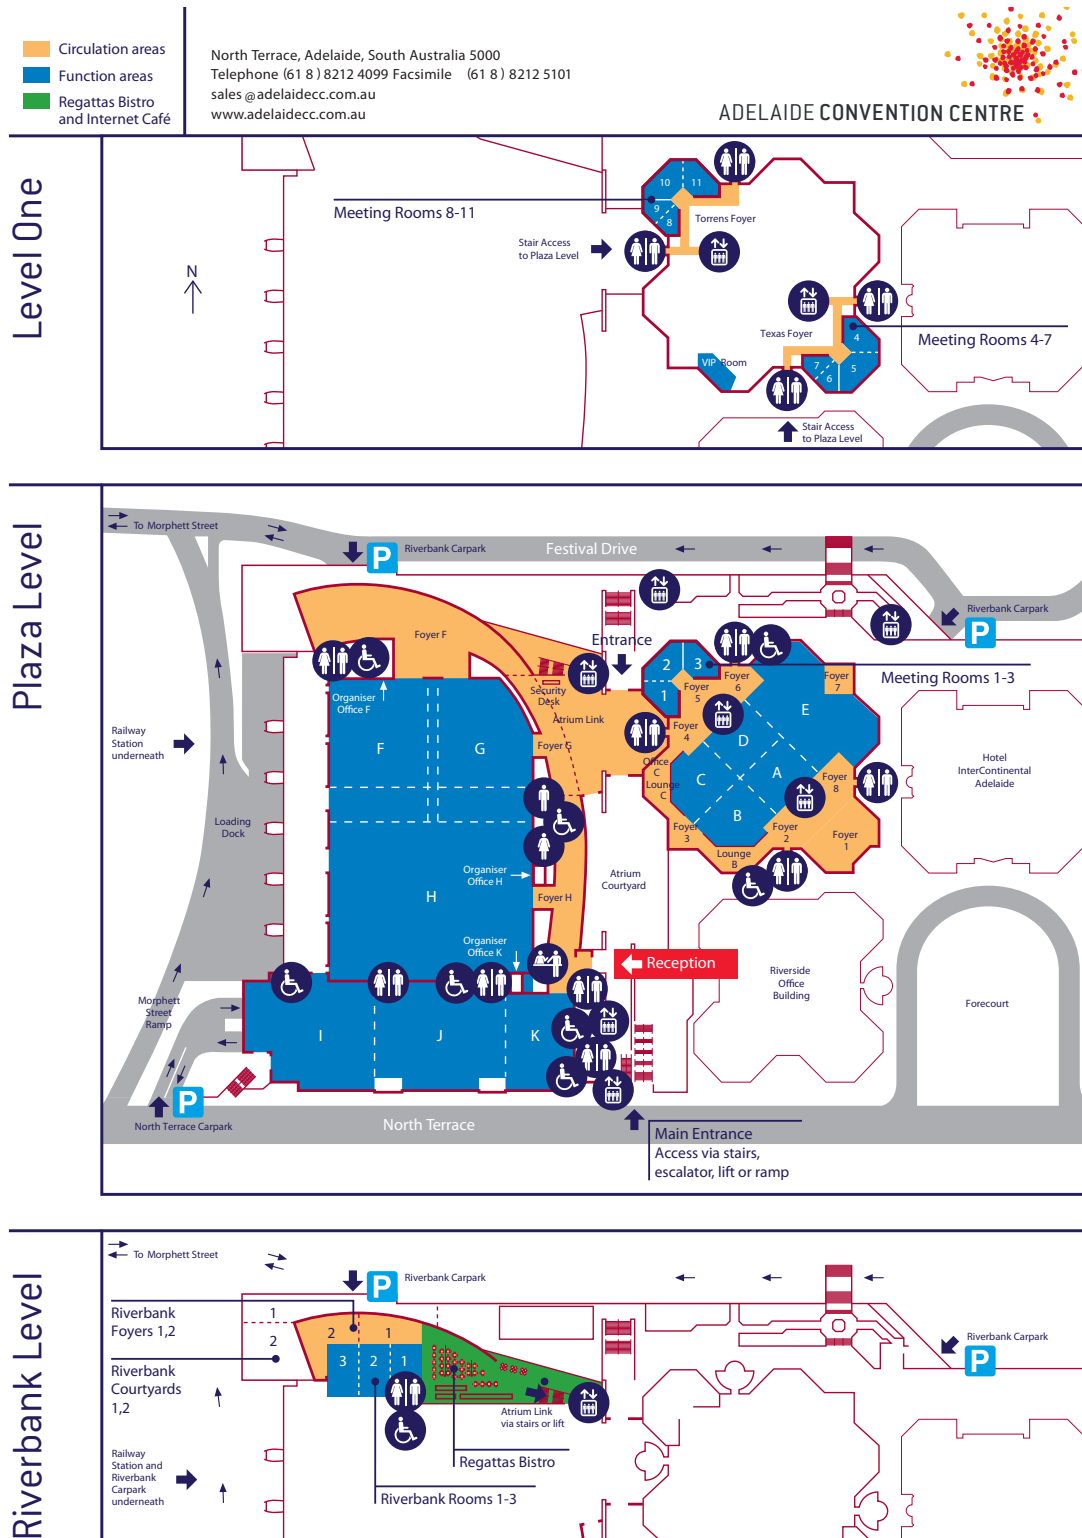 Circulation areas
Function areas
Regattas Bistro
and Internet Café
North Terrace, Adelaide, South Australia 5000
Telephone (61 8 ) 8212 4099 Facsimile (61 8 ) 8212 5101
sales @ adelaidecc.com.au
www.adelaidecc.com.au
ADELAIDE CONVENTION CENTRE
Level One
N
Meeting Rooms 8-11
10
11
9
8
Torrens Foyer
Stair Access
to Plaza Level
Texas Foyer
4
5
6
7
VIP Room
Meeting Rooms 4-7
Stair Access
to Plaza Level
Plaza Level
To Morphett Street
P
Riverbank Carpark
Festival Drive
Riverbank Carpark
P
Foyer F
Entrance
Organiser
Office F
Security
Desk
Atrium Link
Foyer G
2
3
1
Foyer
5
Foyer
6
Foyer
7
Meeting Rooms 1-3
Foyer
4
E
D
Office
C
Lounge
C
C
A
B
Foyer
8
Foyer
3
Foyer
2
Foyer
1
Lounge
B
Railway
Station
underneath
F
G
Hotel
InterContinental
Adelaide
Loading
Dock
Organiser
Office H
H
Foyer H
Atrium
Courtyard
Organiser
Office K
Reception
Riverside
Office
Building
Forecourt
Morphett
Street
Ramp
I
J
K
P
North Terrace Carpark
North Terrace
Main Entrance
Access via stairs,
escalator, lift or ramp
Riverbank Level
To Morphett Street
P
Riverbank Carpark
Riverbank
Foyers 1,2
1
2
2
1
3
2
1
Riverbank
Courtyards
1,2
Riverbank Carpark
P
Atrium Link
via stairs or lift
Regattas Bistro
Riverbank Rooms 1-3
Railway
Station and
Riverbank
Carpark
underneath